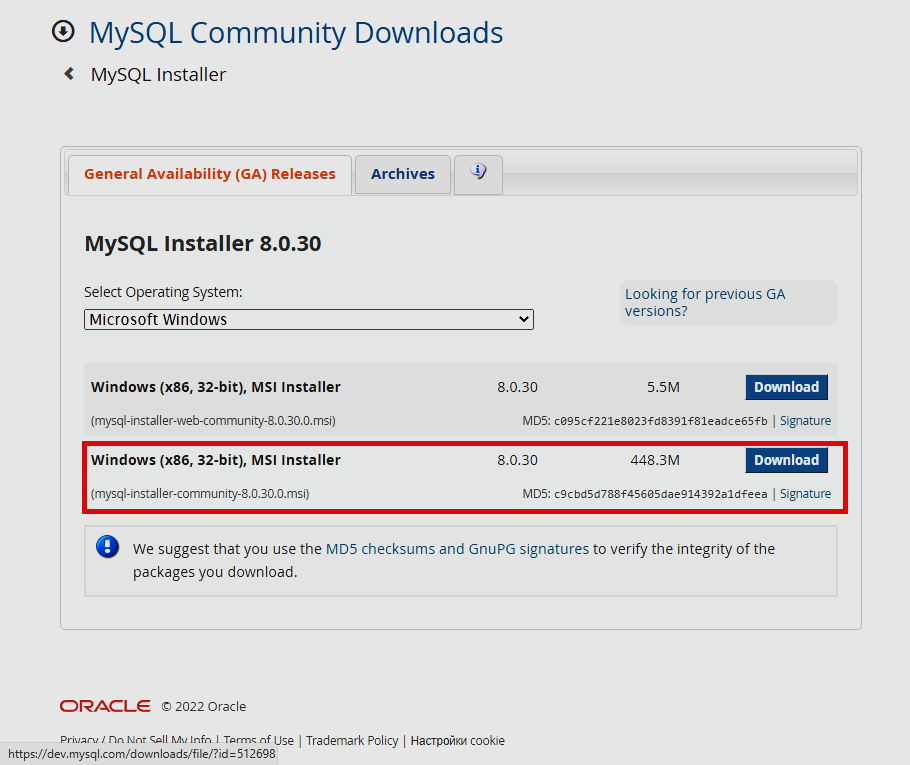 MySQL Community Downloads
MySQL Installer
General Availability (GA) Releases
Archives
MySQL Installer 8.0.30
Select Operating System:
Microsoft Windows
Looking for previous GA
versions?
Windows (x86, 32-bit), MSI Installer 8.0.30 5.5M Download
(mysql-installer-web-community-8.0.30.0.msi) MD5: c095cf221e8023fd8391f81eadce65fb | Signature
Windows (x86, 32-bit), MSI Installer 8.0.30 448.3M Download
(mysql-installer-community-8.0.30.0.msi) MD5: c9cbd5d788f45605dae914392a1dfeea | Signature
We suggest that you use the MD5 checksums and GnuPG signatures to verify the integrity of the
packages you download.
ORACLE © 2022 Oracle
Privacy / Do Not Sell My Info | Terms of Use | Trademark Policy | Настройки cookie
https://dev.mysql.com/downloads/file/?id=512698